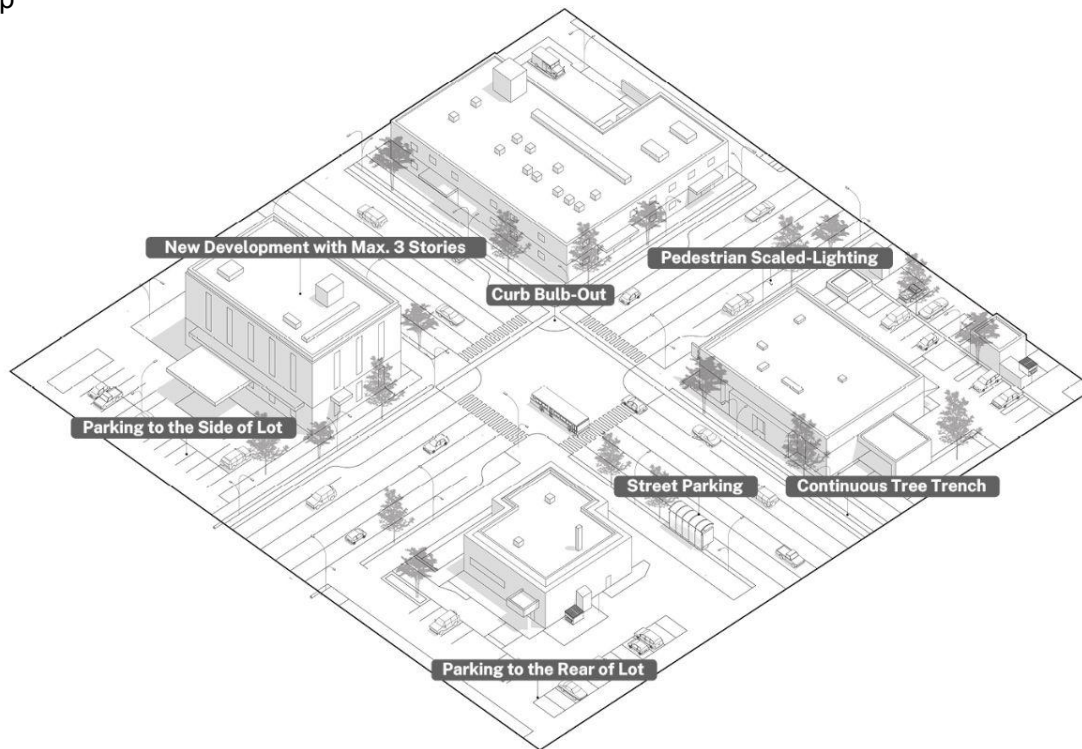 p
New Development with Max. 3 Stories
Pedestrian Scaled-Lighting
Curb Bulb-Out
Parking to the Side of Lot
Street Parking
Continuous Tree Trench
Parking to the Rear of Lot